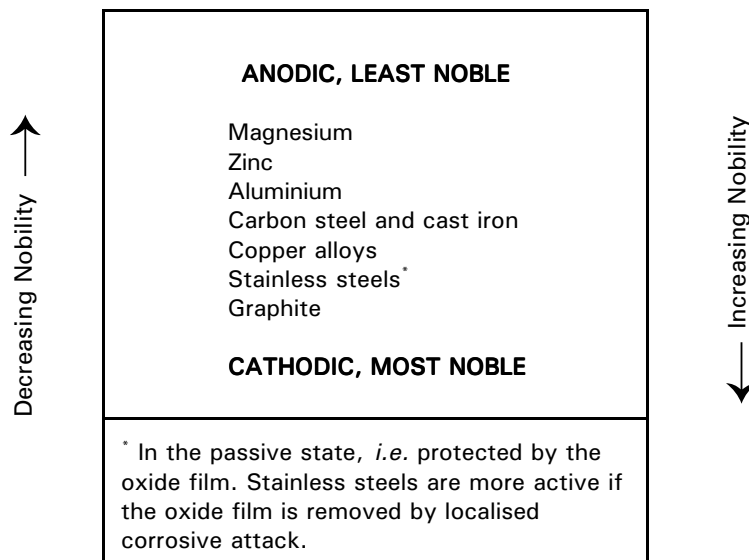 ANODIC, LEAST NOBLE
Decreasing Nobility
Increasing Nobility
Magnesium
Zinc
Aluminium
Carbon steel and cast iron
Copper alloys
Stainless steels*
Graphite
CATHODIC, MOST NOBLE
* In the passive state, i.e. protected by the
oxide film. Stainless steels are more active if
the oxide film is removed by localised
corrosive attack.